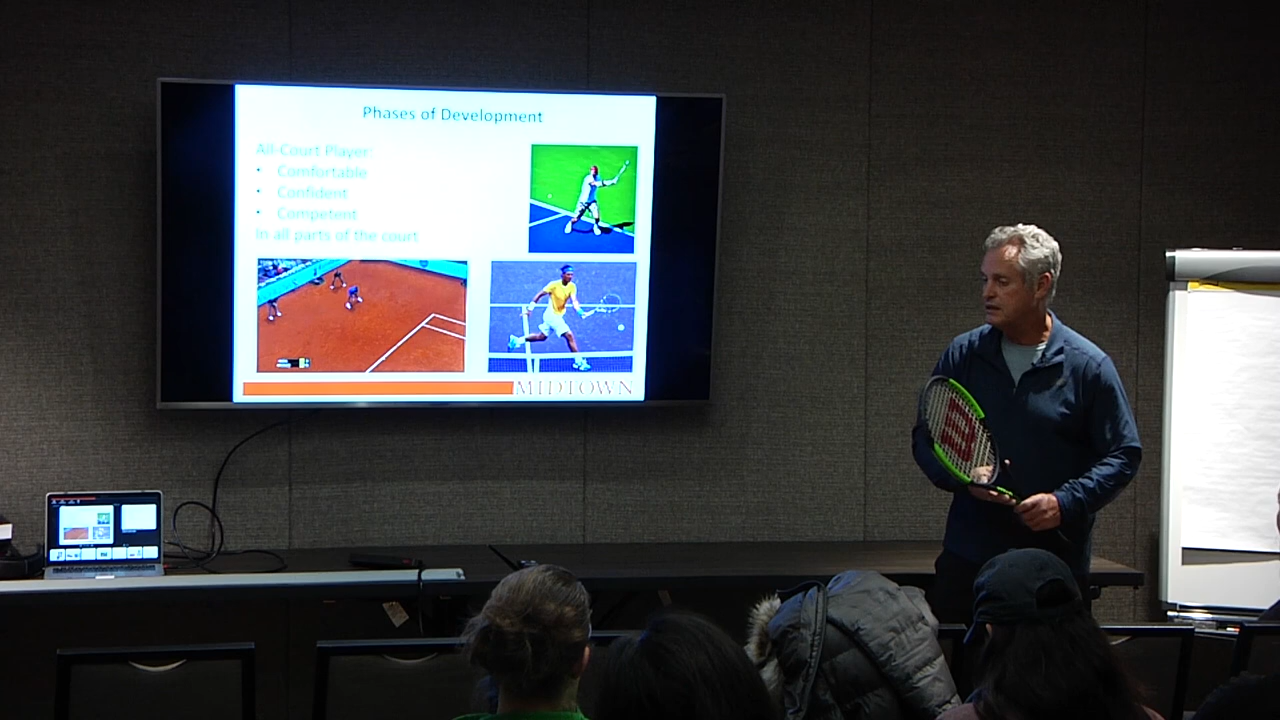 Phases of Development
All-Court Player:
• Comfortable
• Confident
• Competent
In all parts of the court
MIDTOWN